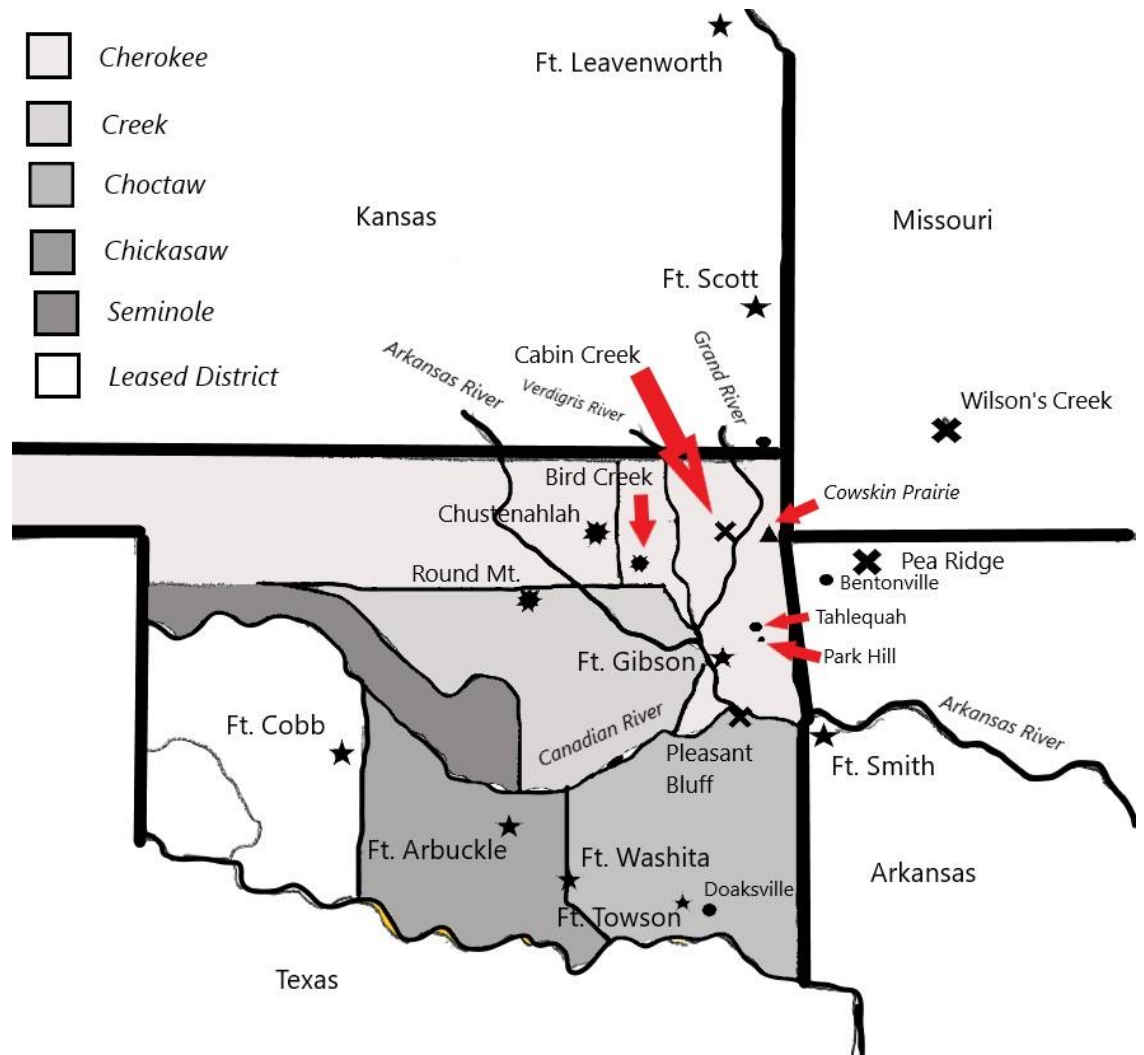 Cherokee
Creek
Choctaw
Chickasaw
Seminole
Leased District
Ft. Leavenworth
Kansas
Missouri
Ft. Scott
Cabin Creek
Arkansas River
Verdigris River
Grand River
Wilson's Creek
Bird Creek
Cowskin Prairie
Chustenahlah
Pea Ridge
Round Mt.
Bentonville
Tahlequah
Ft. Gibson
Park Hill
Canadian River
Arkansas River
Ft. Cobb
Pleasant
Bluff
Ft. Smith
Ft. Arbuckle
Ft. Washita
Arkansas
Doaksville
Ft. Towson
Texas